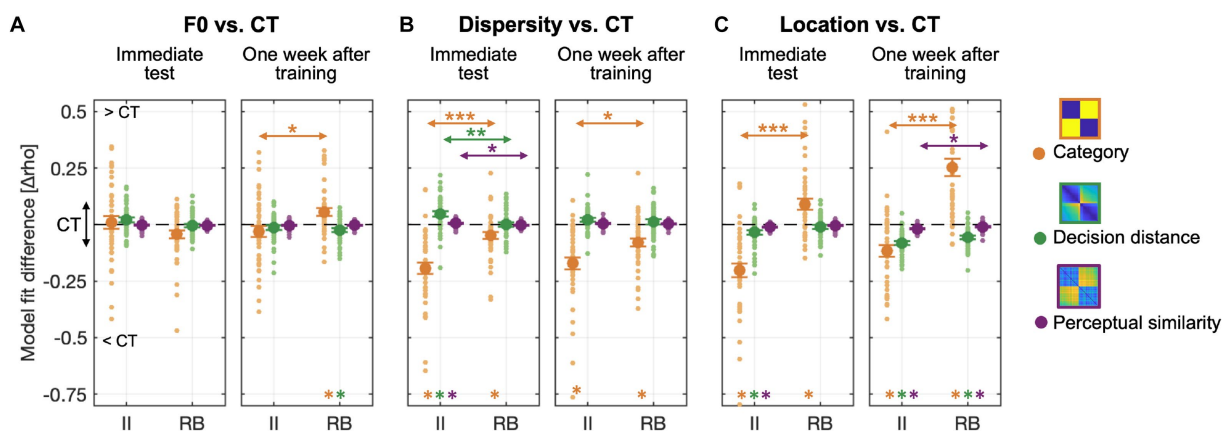 A
F0 vs. CT
B
Dispersity vs. CT
C
Location vs. CT
Immediate
test
One week after
training
Immediate
test
One week after
training
Immediate
test
One week after
training
Model fit difference [Δrho]
0.5
0.25
CT
-0.25
-0.5
-0.75
> CT
< CT
*
***
**
*
*
***
***
*
Category
Decision distance
Perceptual similarity
* *
* * *
*
*
*
* * *
*
* * *
* * *
II RB
II RB
II RB
II RB
II RB
II RB